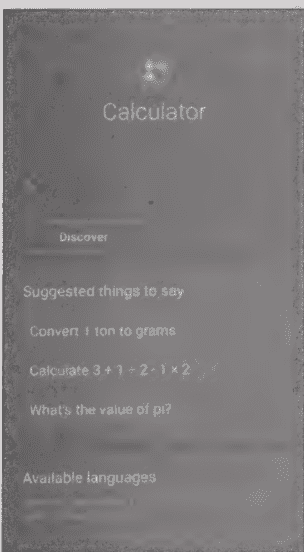 Calculator
Discover
Suggested things to say
Convert 1 ton to grams
Calculate 3 + 1 ÷ 2 - 1 × 2
What's the value of pi?
Available languages